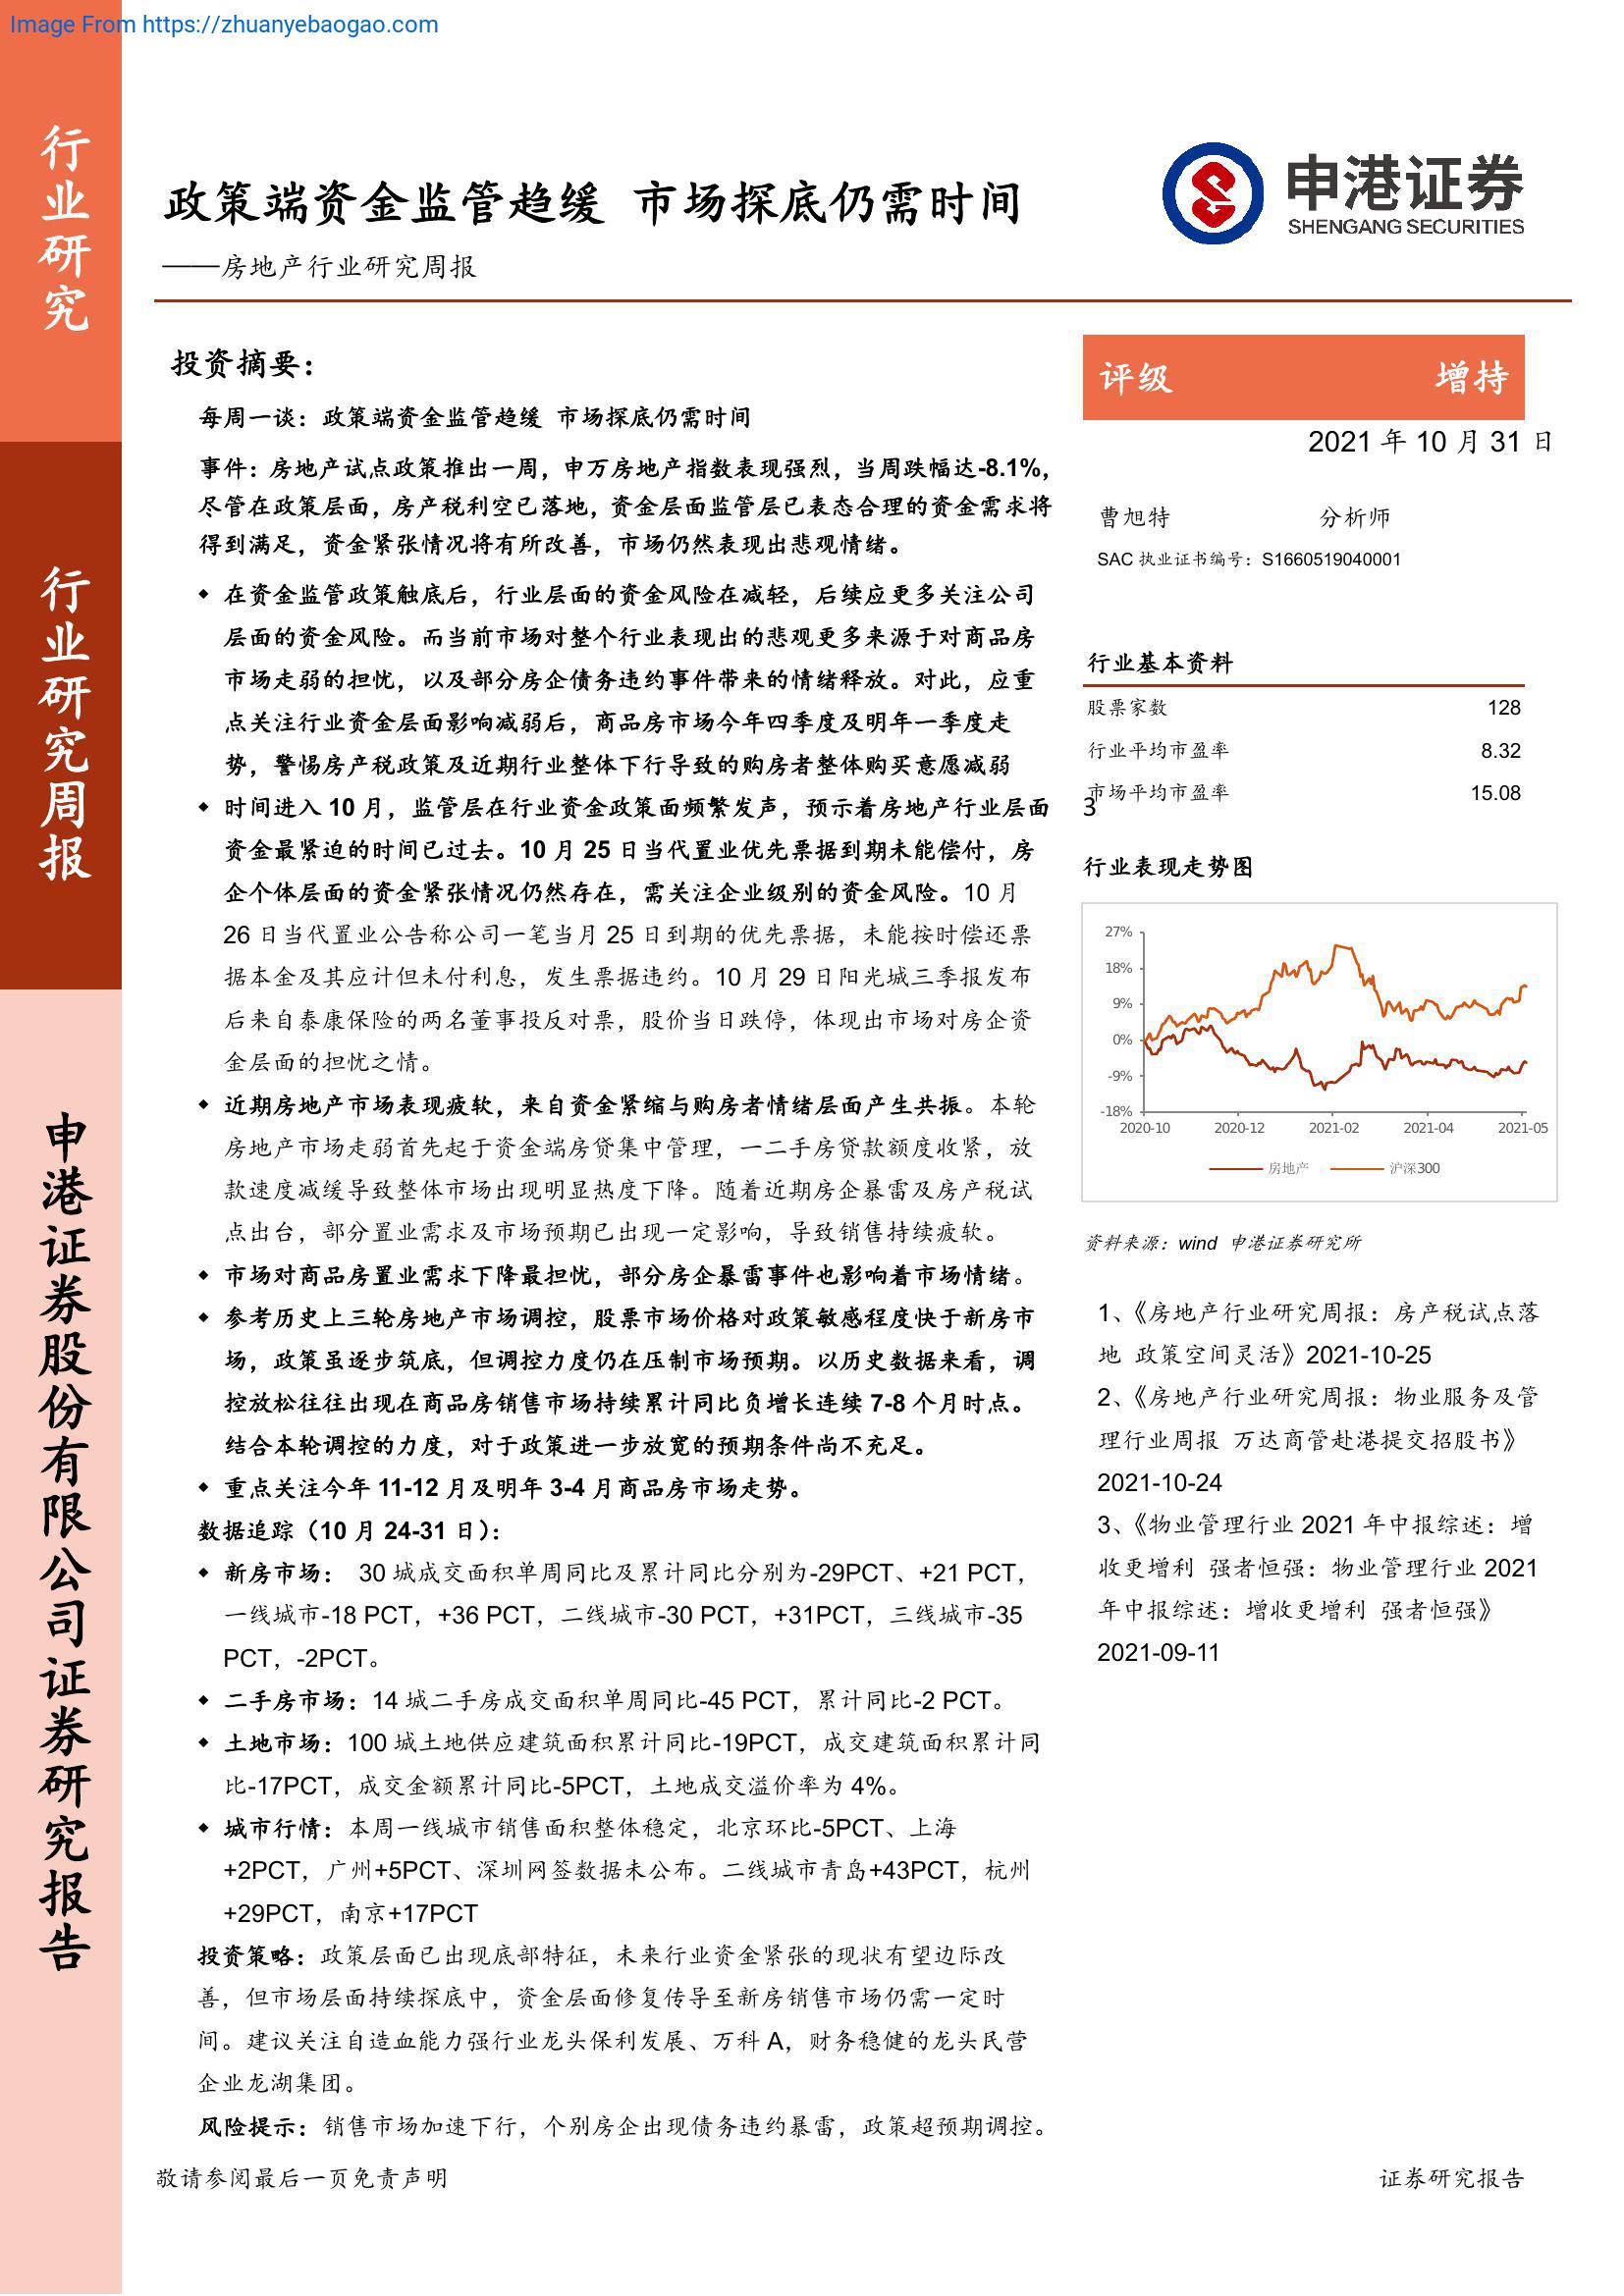 Image From https://zhuanyebaogao.com
行业研究
行业研究周报
申港证券股份有限公司证券研究报告
政策端资金监管趋缓 市场探底仍需时间
——房地产行业研究周报
申港证券
SHENGANG SECURITIES
投资摘要：
每周一谈：政策端资金监管趋缓 市场探底仍需时间
事件：房地产试点政策推出一周，申万房地产指数表现强烈，当周跌幅达-8.1%，
尽管在政策层面，房产税利空已落地，资金层面监管层已表态合理的资金需求将
得到满足，资金紧张情况将有所改善，市场仍然表现出悲观情绪。
在资金监管政策触底后，行业层面的资金风险在减轻，后续应更多关注公司
层面的资金风险。而当前市场对整个行业表现出的悲观更多来源于对商品房
市场走弱的担忧，以及部分房企债务违约事件带来的情绪释放。对此，应重
点关注行业资金层面影响减弱后，商品房市场今年四季度及明年一季度走
势，警惕房产税政策及近期行业整体下行导致的购房者整体购买意愿减弱
时间进入 10 月，监管层在行业资金政策面频繁发声，预示着房地产行业层面
资金最紧迫的时间已过去。10 月 25 日当代置业优先票据到期未能偿付，房
企个体层面的资金紧张情况仍然存在，需关注企业级别的资金风险。10 月
26 日当代置业公告称公司一笔当月 25 日到期的优先票据，未能按时偿还票
据本金及其应计但未付利息，发生票据违约。10 月 29 日阳光城三季报发布
后来自泰康保险的两名董事投反对票，股价当日跌停，体现出市场对房企资
金层面的担忧之情。
近期房地产市场表现疲软，来自资金紧缩与购房者情绪层面产生共振。本轮
房地产市场走弱首先起于资金端房贷集中管理，一二手房贷款额度收紧，放
款速度减缓导致整体市场出现明显热度下降。随着近期房企暴雷及房产税试
点出台，部分置业需求及市场预期已出现一定影响，导致销售持续疲软。
市场对商品房置业需求下降最担忧，部分房企暴雷事件也影响着市场情绪。
参考历史上三轮房地产市场调控，股票市场价格对政策敏感程度快于新房市
场，政策虽逐步筑底，但调控力度仍在压制市场预期。以历史数据来看，调
控放松往往出现在商品房销售市场持续累计同比负增长连续 7-8 个月时点。
结合本轮调控的力度，对于政策进一步放宽的预期条件尚不充足。
重点关注今年 11-12 月及明年 3-4 月商品房市场走势。
数据追踪（10 月 24-31 日）：
新房市场： 30 城成交面积单周同比及累计同比分别为-29PCT、+21 PCT，
一线城市-18 PCT，+36 PCT，二线城市-30 PCT，+31PCT，三线城市-35
PCT，-2PCT。
二手房市场：14 城二手房成交面积单周同比-45 PCT，累计同比-2 PCT。
土地市场：100 城土地供应建筑面积累计同比-19PCT，成交建筑面积累计同
比-17PCT，成交金额累计同比-5PCT，土地成交溢价率为 4%。
城市行情：本周一线城市销售面积整体稳定，北京环比-5PCT、上海
+2PCT，广州+5PCT、深圳网签数据未公布。二线城市青岛+43PCT，杭州
+29PCT，南京+17PCT
投资策略：政策层面已出现底部特征，未来行业资金紧张的现状有望边际改
善，但市场层面持续探底中，资金层面修复传导至新房销售市场仍需一定时
间。建议关注自造血能力强行业龙头保利发展、万科 A，财务稳健的龙头民营
企业龙湖集团。
风险提示：销售市场加速下行，个别房企出现债务违约暴雷，政策超预期调控。
评级 增持
2021 年 10 月 31 日
曹旭特 分析师
SAC 执业证书编号：S1660519040001
行业基本资料
股票家数 128
行业平均市盈率 8.32
市场平均市盈率 15.08
3
行业表现走势图
27%
18%
9%
0%
-9%
-18%
2020-10 2020-12 2021-02 2021-04 2021-05
房地产 沪深300
资料来源：wind 申港证券研究所
1、《房地产行业研究周报：房产税试点落
地 政策空间灵活》2021-10-25
2、《房地产行业研究周报：物业服务及管
理行业周报 万达商管赴港提交招股书》
2021-10-24
3、《物业管理行业 2021 年中报综述：增
收更增利 强者恒强：物业管理行业 2021
年中报综述：增收更增利 强者恒强》
2021-09-11
敬请参阅最后一页免责声明 证券研究报告